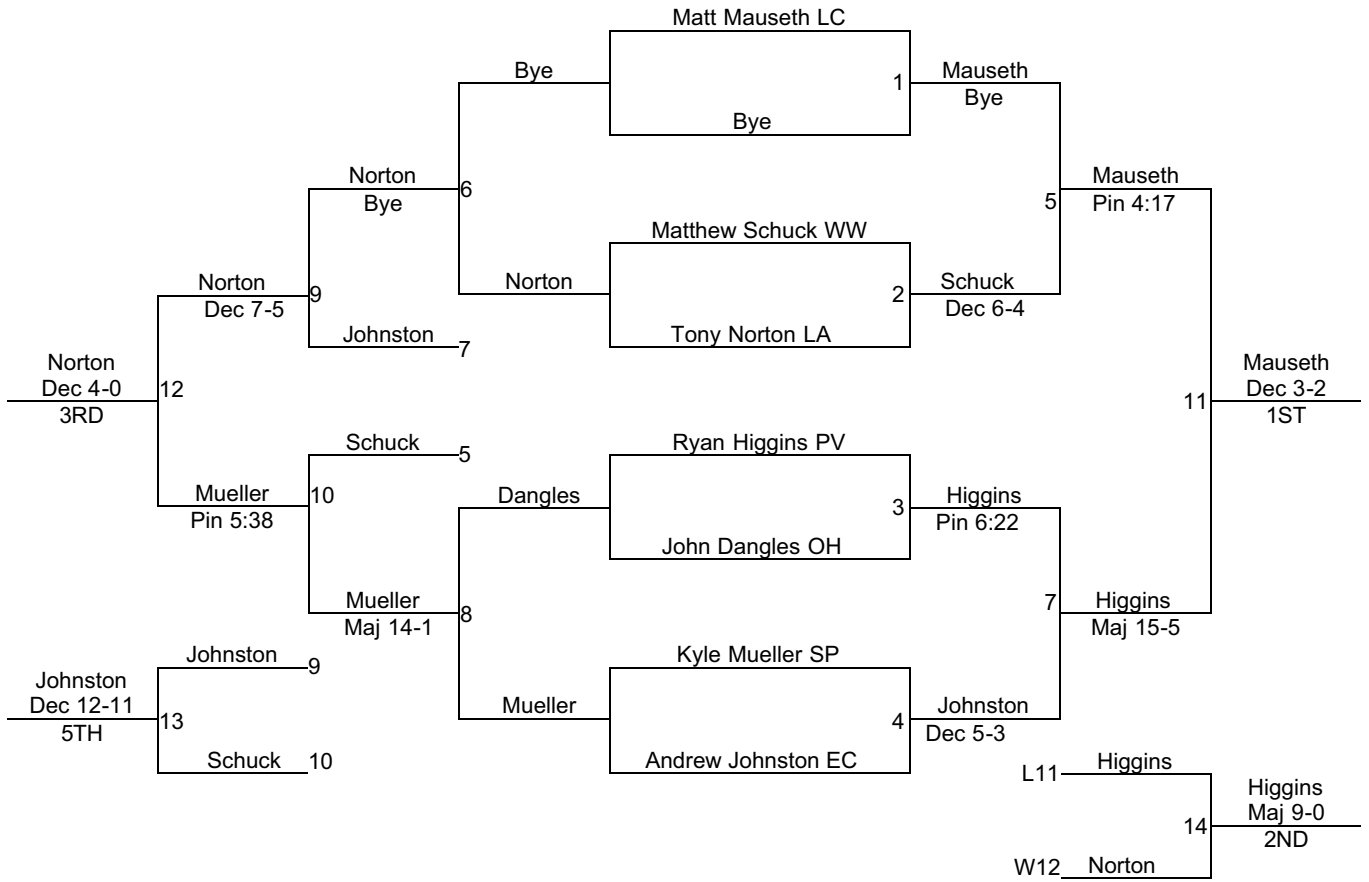 Matt Mauseth LC
Bye
1
Mauseth
Bye
Bye
Norton
Bye
6
Mauseth
Pin 4:17
5
Matthew Schuck WW
Norton
Dec 7-5
9
Norton
2
Schuck
Dec 6-4
Johnston
7
Tony Norton LA
Norton
Dec 4-0
3RD
12
11
Mauseth
Dec 3-2
1ST
Schuck
5
Ryan Higgins PV
Mueller
Pin 5:38
10
Dangles
3
Higgins
Pin 6:22
John Dangles OH
Mueller
Maj 14-1
8
7
Higgins
Maj 15-5
Johnston
9
Kyle Mueller SP
Johnston
Dec 12-11
5TH
13
Mueller
4
Johnston
Dec 5-3
Schuck
10
Andrew Johnston EC
L11
Higgins
14
Higgins
Maj 9-0
2ND
W12
Norton